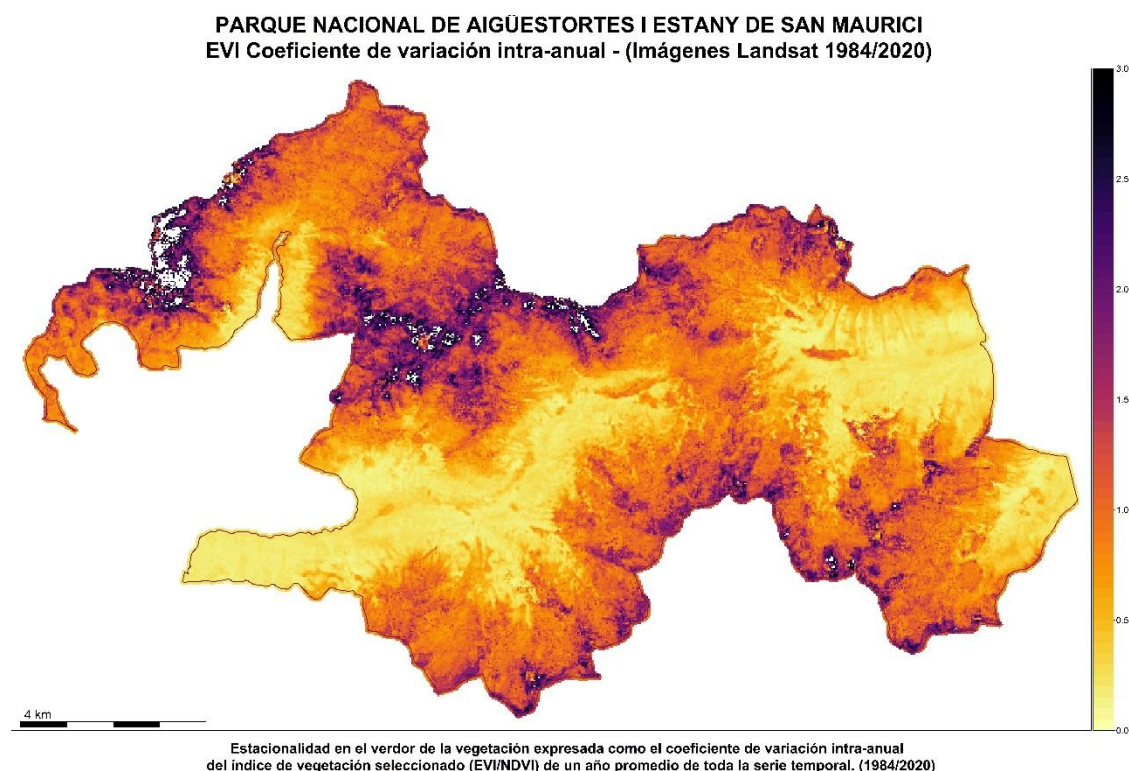 PARQUE NACIONAL DE AIGÜESTORTES I ESTANY DE SAN MAURICI
EVI Coeficiente de variación intra-anual - (Imágenes Landsat 1984/2020)
3.0
2.5
2.0
1.5
1.0
0.5
0.0
4 km
Estacionalidad en el verdor de la vegetación expresada como el coeficiente de variación intra-anual
del índice de vegetación seleccionado (EVI/NDVI) de un año promedio de toda la serie temporal. (1984/2020)